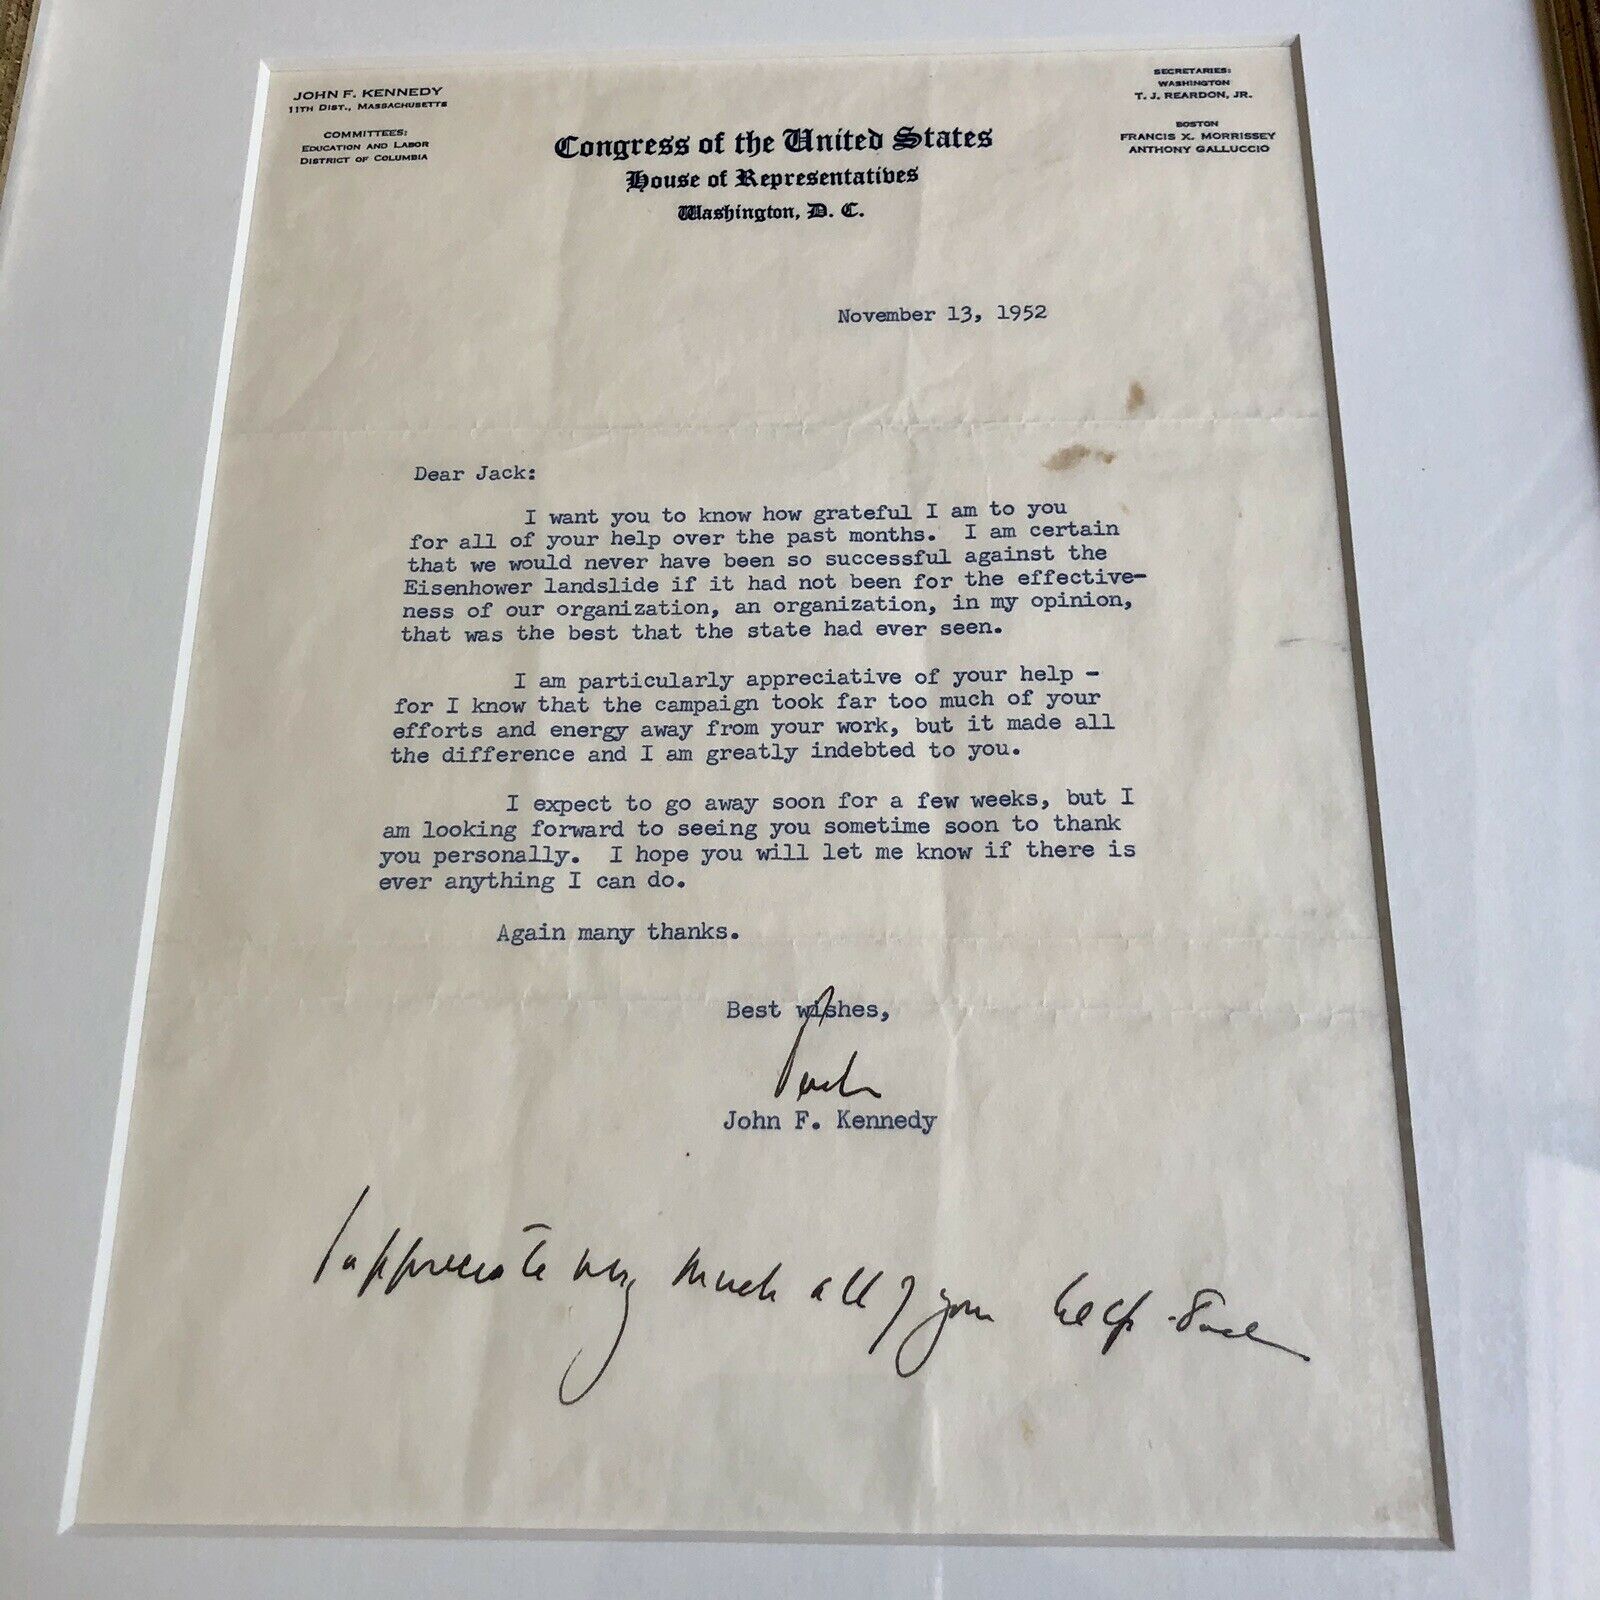 JOHN F. KENNEDY
11TH DIST., MASSACHUSETTS
COMMITTEES:
EDUCATION AND LABOR
DISTRICT OF COLUMBIA
SECRETARIES:
WASHINGTON
T. J. REARDON, JR.
BOSTON
FRANCIS X. MORRISSEY
ANTHONY GALLUCCIO
Congress of the United States
House of Representatives
Washington, D. C.
November 13, 1952
Dear Jack:
I want you to know how grateful I am to you
for all of your help over the past months. I am certain
that we would never have been so successful against the
Eisenhower landslide if it had not been for the effective-
ness of our organization, an organization, in my opinion,
that was the best that the state had ever seen.
I am particularly appreciative of your help -
for I know that the campaign took far too much of your
efforts and energy away from your work, but it made all
the difference and I am greatly indebted to you.
I expect to go away soon for a few weeks, but I
am looking forward to seeing you sometime soon to thank
you personally. I hope you will let me know if there is
ever anything I can do.
Again many thanks.
Best wishes,
Jack
John F. Kennedy
I appreciate very much all of your help - Jack